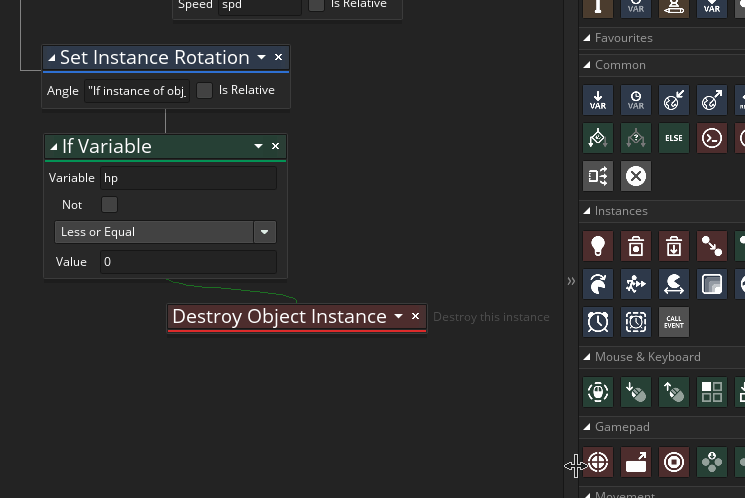 Speed spd Is Relative
Set Instance Rotation
Angle "If instance of obj_ Is Relative
If Variable
Variable hp
Not
Less or Equal
Value 0
Destroy Object Instance Destroy this instance
VAR VAR
Favourites
Common
VAR VAR
ELSE
Instances
CALL
EVENT
Mouse & Keyboard
Gamepad
Movement